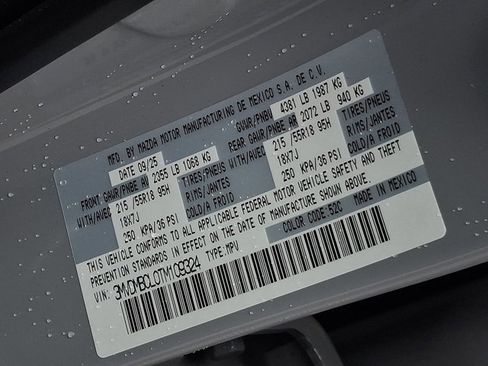 MFD. BY MAZDA MOTOR MANUFACTURING DE MEXICO S.A. DE C.V.
DATE 09/25 GVWR/PNBV 4381 LB 1987 KG
FRONT GAWR/PNBE AV 2355 LB 1068 KG REAR GAWR/PNBE AR 2072 LB 940 KG
WITH/AVEC 215/55R18 95H TIRES/PNEUS WITH/AVEC 215/55R18 95H TIRES/PNEUS
18X7J RIMS/JANTES 18X7J RIMS/JANTES
250 KPA/36 PSI COLD/A FROID 250 KPA/36 PSI COLD/A FROID
THIS VEHICLE CONFORMS TO ALL APPLICABLE FEDERAL MOTOR VEHICLE SAFETY AND THEFT
PREVENTION STANDARDS IN EFFECT ON THE DATE OF MANUFACTURE SHOWN ABOVE.
VIN: TYPE: MPV COLOR CODE: 52C MADE IN MEXICO